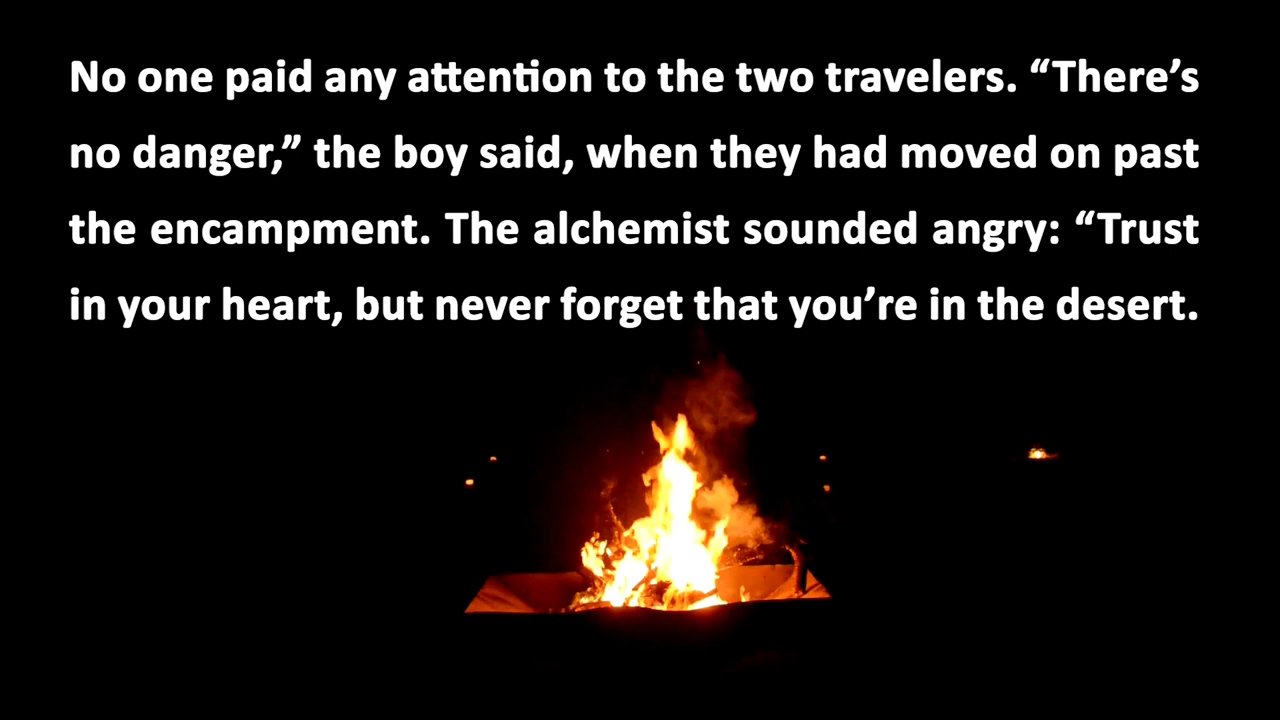 No one paid any attention to the two travelers. “There’s
no danger,” the boy said, when they had moved on past
the encampment. The alchemist sounded angry: “Trust
in your heart, but never forget that you’re in the desert.